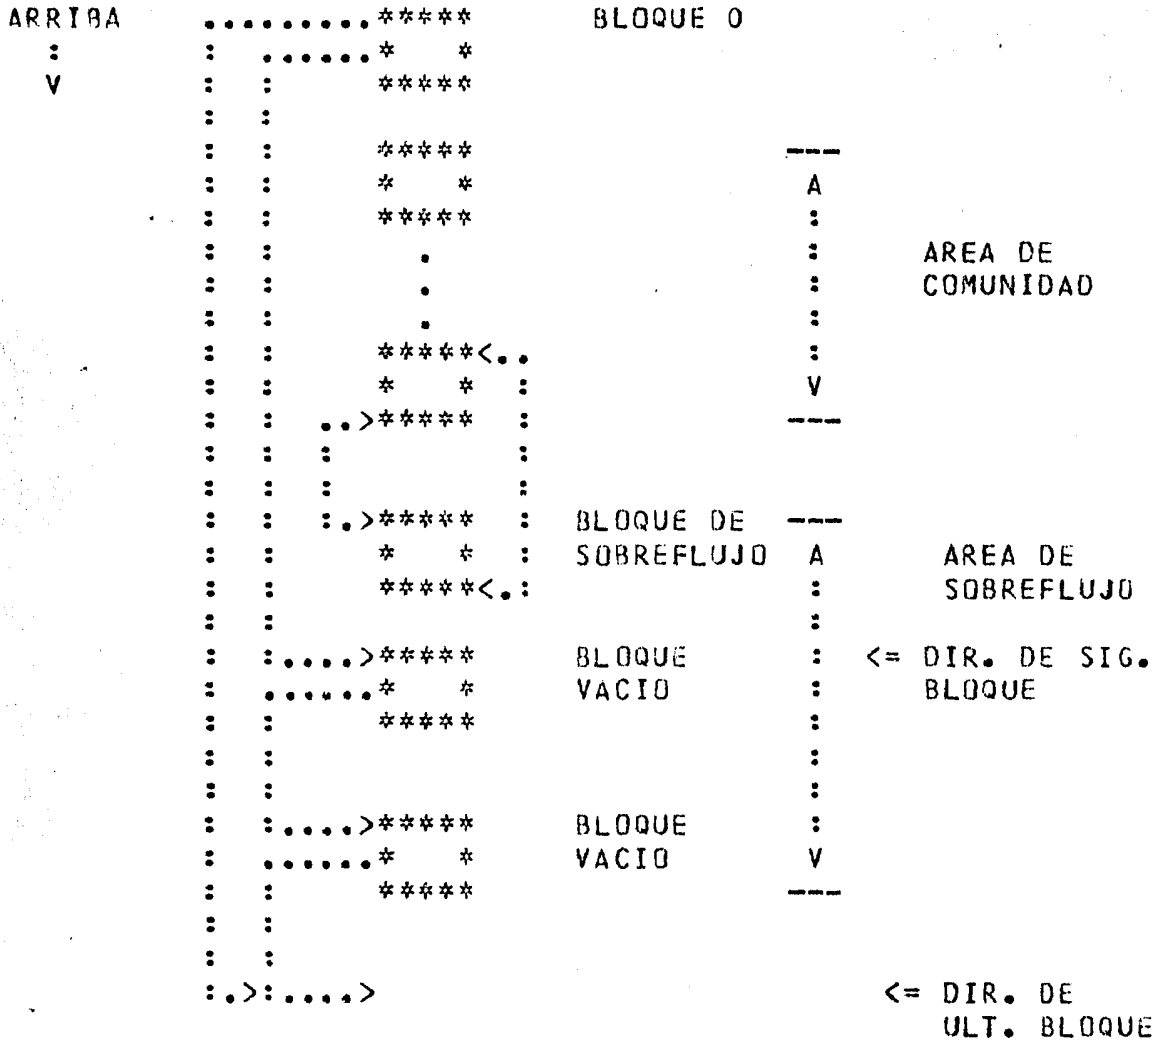 ARRIBA .........***** BLOQUE 0
: : ......* *
V : : *****
: :
: : ***** ---
: : * * A
: : ***** :
: : . : AREA DE
: : . : COMUNIDAD
: : . :
: : *****<.. :
: : * * : V
: : ..>***** : ---
: : : :
: : : :
: : :.>***** : BLOQUE DE ---
: : * * : SOBREFLUJO A AREA DE
: : *****<.: : SOBREFLUJO
: : :
: :....>***** BLOQUE : <= DIR. DE SIG.
: ......* * VACIO : BLOQUE
: : ***** :
: : :
: : :
: :....>***** BLOQUE :
: ......* * VACIO V
: : ***** ---
: :
: :
:.>:....> <= DIR. DE
ULT. BLOQUE